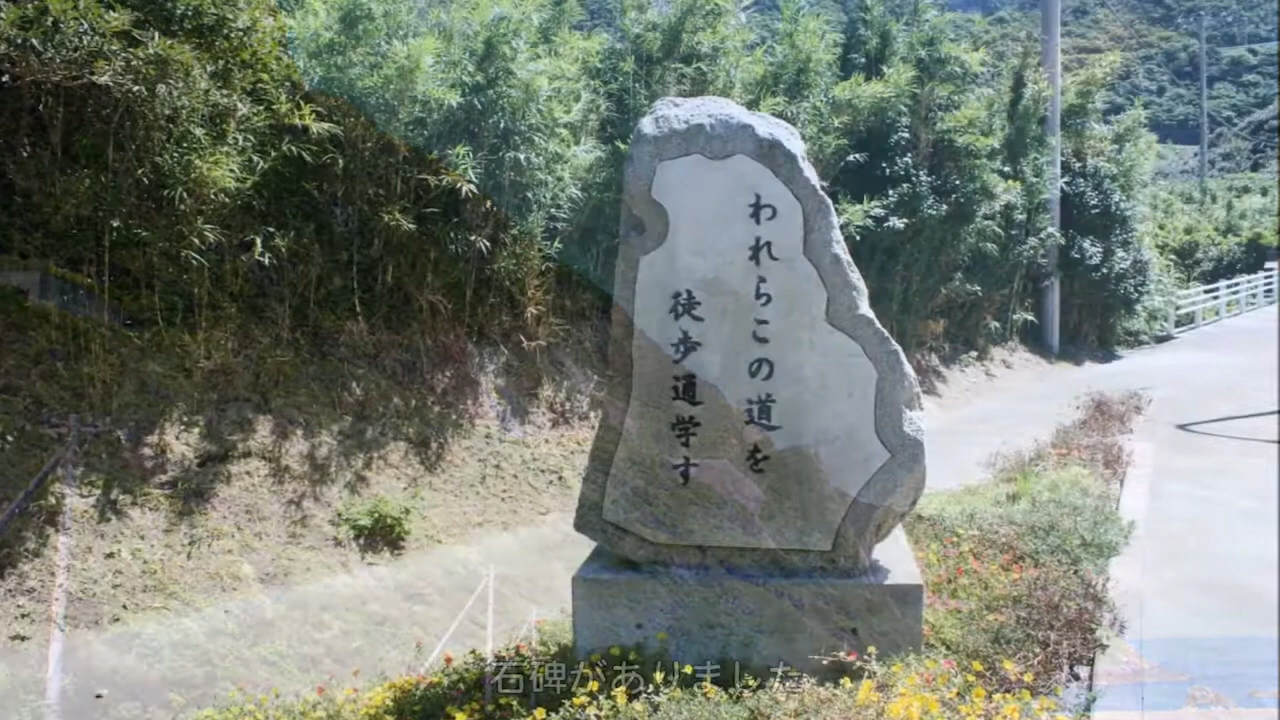 われらこの道を
徒歩通学す
石碑がありました